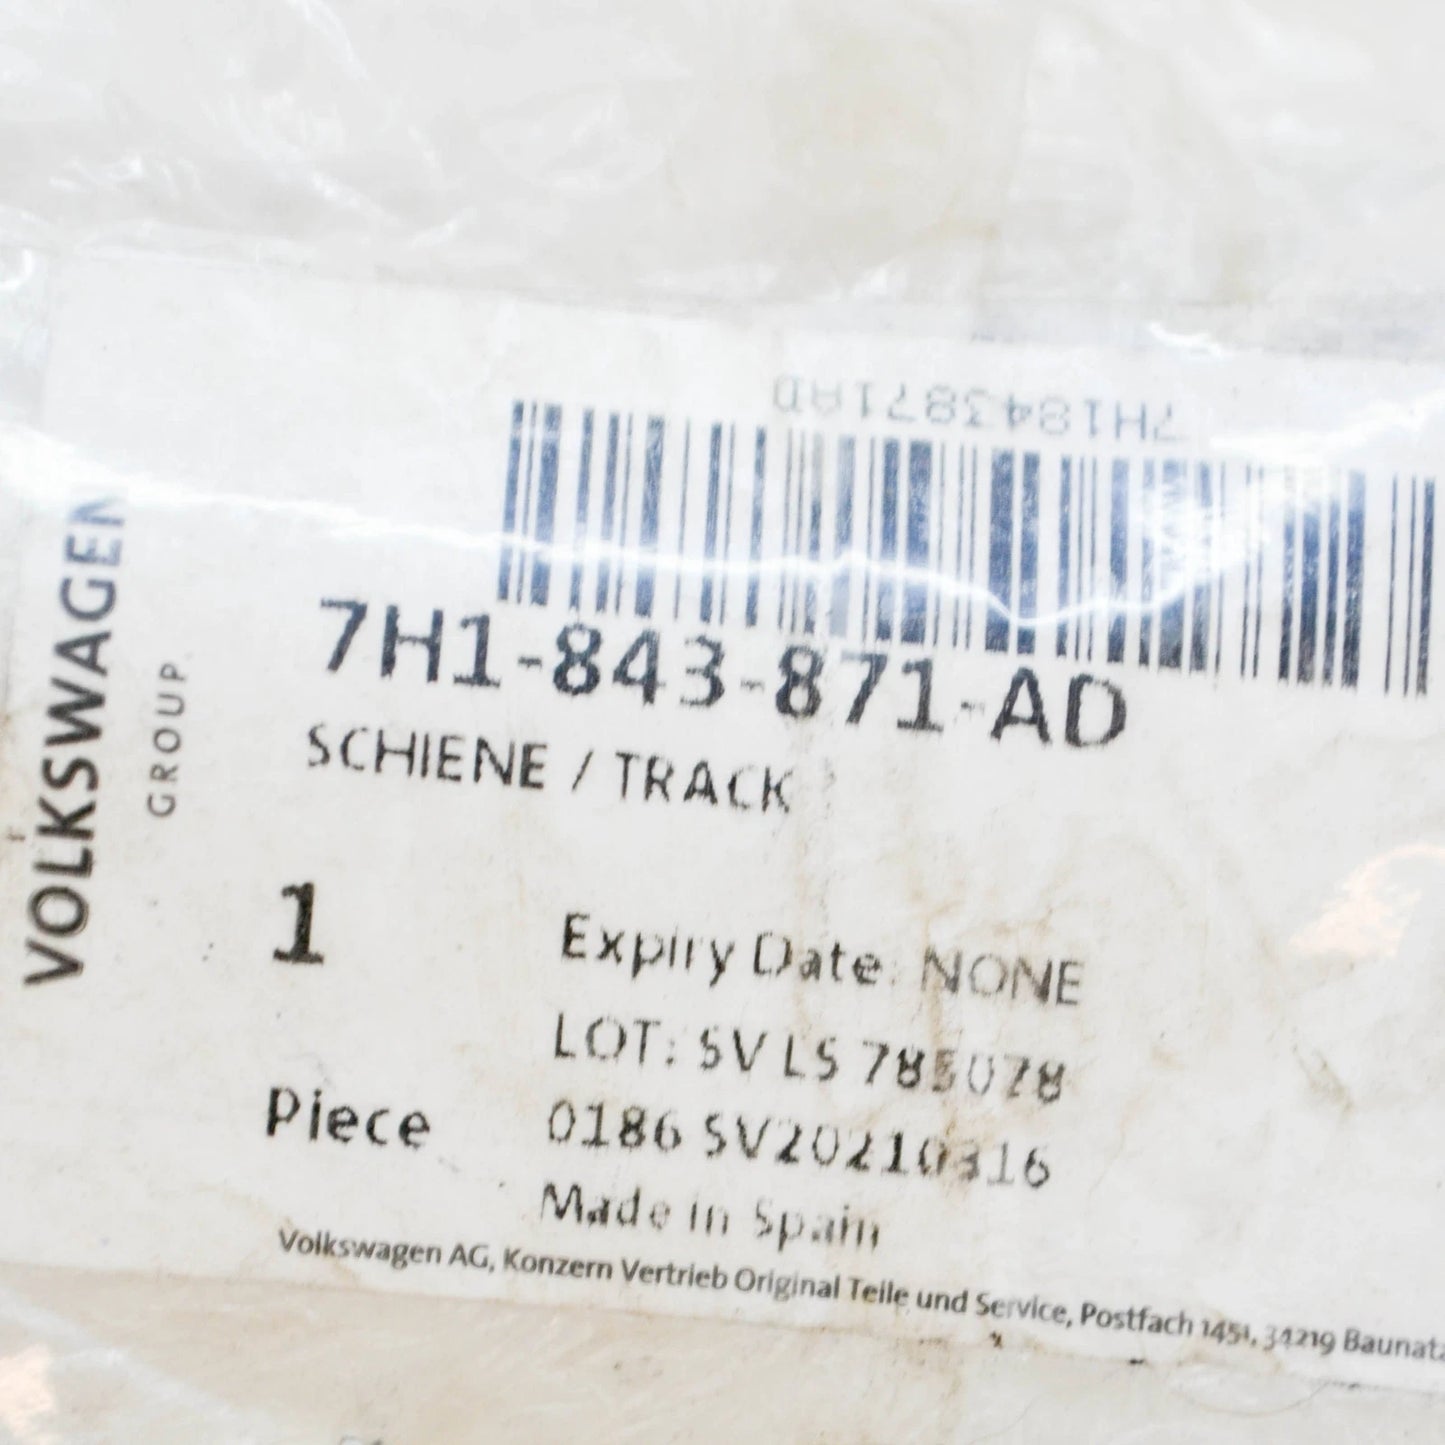 7H1843871AD
VOLKSWAGEN
GROUP
7H1-843-871-AD
SCHIENE / TRACK
1
Piece
Expiry Date: NONE
LOT: SV LS 785078
0186 SV20210316
Made in Spain
Volkswagen AG, Konzern Vertrieb Original Teile und Service, Postfach 1451, 34219 Baunata